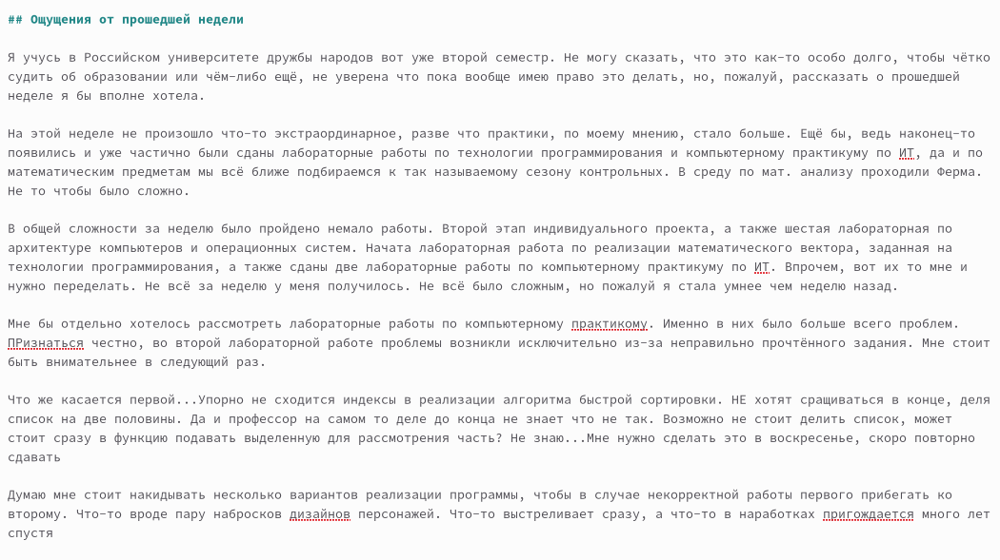 ## Ощущения от прошедшей недели
Я учусь в Российском университете дружбы народов вот уже второй семестр. Не могу сказать, что это как-то особо долго, чтобы чётко
судить об образовании или чём-либо ещё, не уверена что пока вообще имею право это делать, но, пожалуй, рассказать о прошедшей
неделе я бы вполне хотела.
На этой неделе не произошло что-то экстраординарное, разве что практики, по моему мнению, стало больше. Ещё бы, ведь наконец-то
появились и уже частично были сданы лабораторные работы по технологии программирования и компьютерному практикуму по ИТ, да и по
математическим предметам мы всё ближе подбираемся к так называемому сезону контрольных. В среду по мат. анализу проходили Ферма.
Не то чтобы было сложно.
В общей сложности за неделю было пройдено немало работы. Второй этап индивидуального проекта, а также шестая лабораторная по
архитектуре компьютеров и операционных систем. Начата лабораторная работа по реализации математического вектора, заданная на
технологии программирования, а также сданы две лабораторные работы по компьютерному практикуму по ИТ. Впрочем, вот их то мне и
нужно переделать. Не всё за неделю у меня получилось. Не всё было сложным, но пожалуй я стала умнее чем неделю назад.
Мне бы отдельно хотелось рассмотреть лабораторные работы по компьютерному практикому. Именно в них было больше всего проблем.
ПРизнаться честно, во второй лабораторной работе проблемы возникли исключительно из-за неправильно прочтённого задания. Мне стоит
быть внимательнее в следующий раз.
Что же касается первой...Упорно не сходится индексы в реализации алгоритма быстрой сортировки. НЕ хотят сращиваться в конце, деля
список на две половины. Да и профессор на самом то деле до конца не знает что не так. Возможно не стоит делить список, может
стоит сразу в функцию подавать выделенную для рассмотрения часть? Не знаю...Мне нужно сделать это в воскресенье, скоро повторно
сдавать
Думаю мне стоит накидывать несколько вариантов реализации программы, чтобы в случае некорректной работы первого прибегать ко
второму. Что-то вроде пару набросков дизайнов персонажей. Что-то выстреливает сразу, а что-то в наработках пригождается много лет
спустя